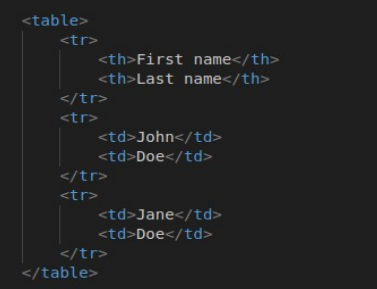 <table>
<tr>
<th>First name</th>
<th>Last name</th>
</tr>
<tr>
<td>John</td>
<td>Doe</td>
</tr>
<tr>
<td>Jane</td>
<td>Doe</td>
</tr>
</table>